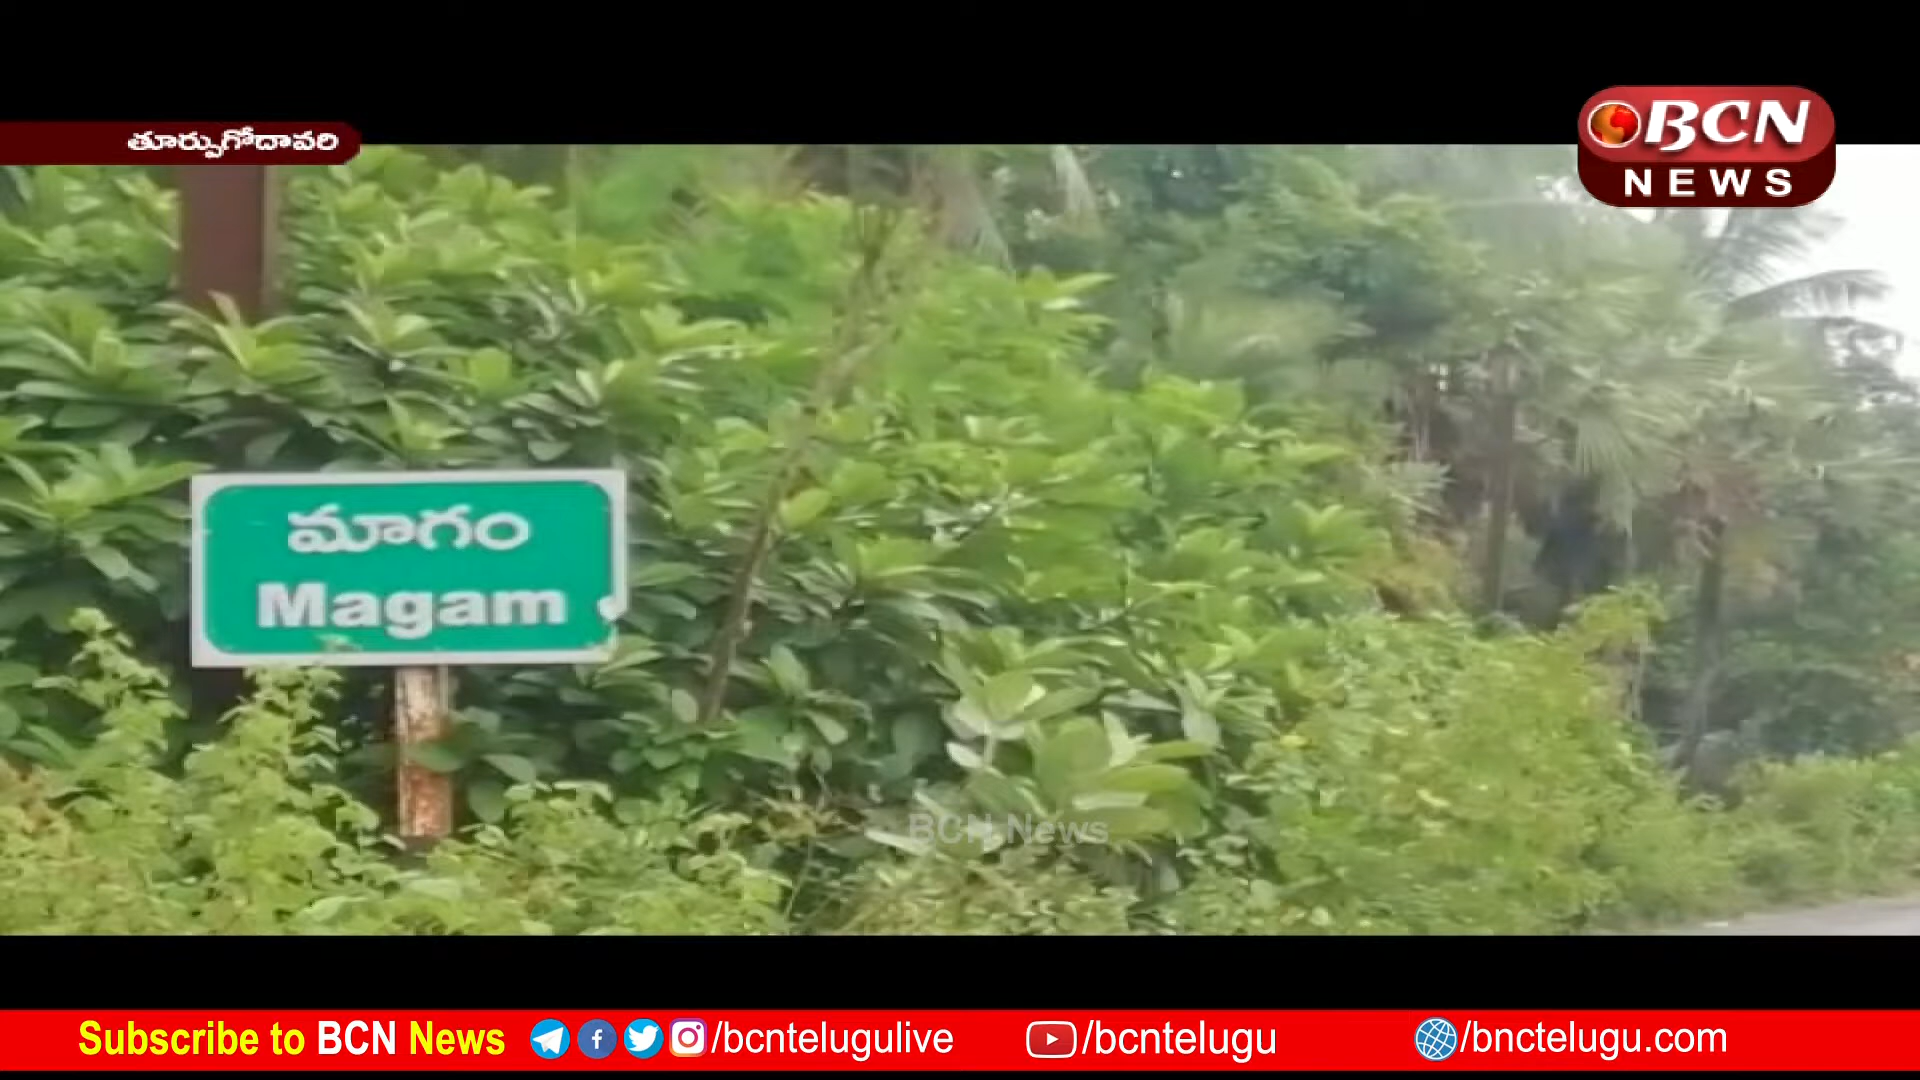 తూర్పుగోదావరి
BCN
NEWS
మాగం
Magam
BCN News
Subscribe to BCN News /bcntelugulive /bcntelugu /bnctelugu.com